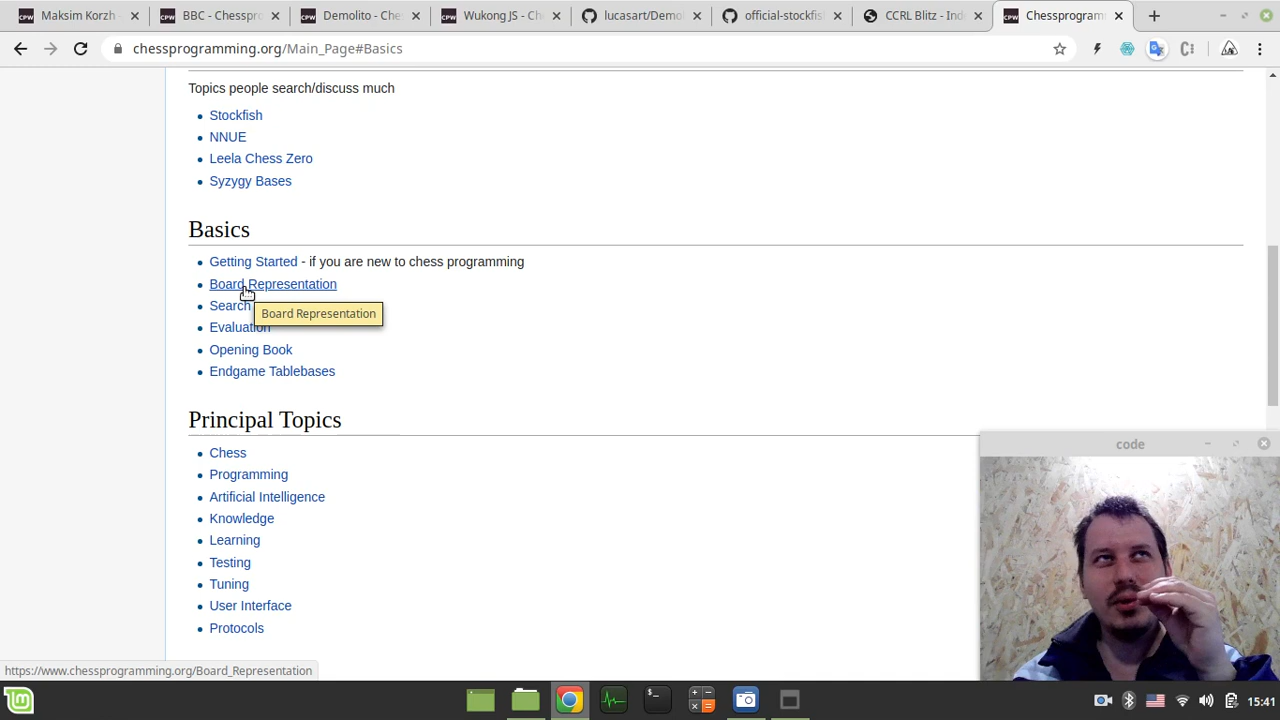 Maksim Korzh -
BBC - Chesspro
Demolito - Che
Wukong JS - Ch
lucasart/Demo
official-stockfis
CCRL Blitz - Ind
Chessprogram
chessprogramming.org/Main_Page#Basics
Topics people search/discuss much
Stockfish
NNUE
Leela Chess Zero
Syzygy Bases
Basics
Getting Started - if you are new to chess programming
Board Representation
Search
Board Representation
Evaluation
Opening Book
Endgame Tablebases
Principal Topics
Chess
Programming
Artificial Intelligence
Knowledge
Learning
Testing
Tuning
User Interface
Protocols
code
https://www.chessprogramming.org/Board_Representation
15:41